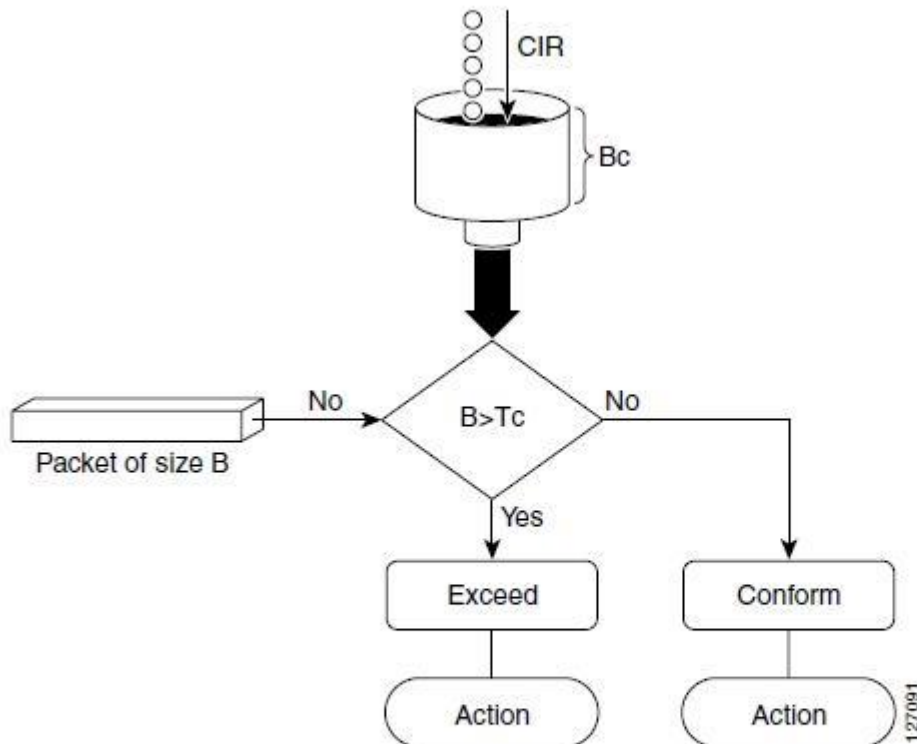 CIR
Bc
No
B>Tc
No
Packet of size B
Yes
Exceed
Conform
Action
Action
127091